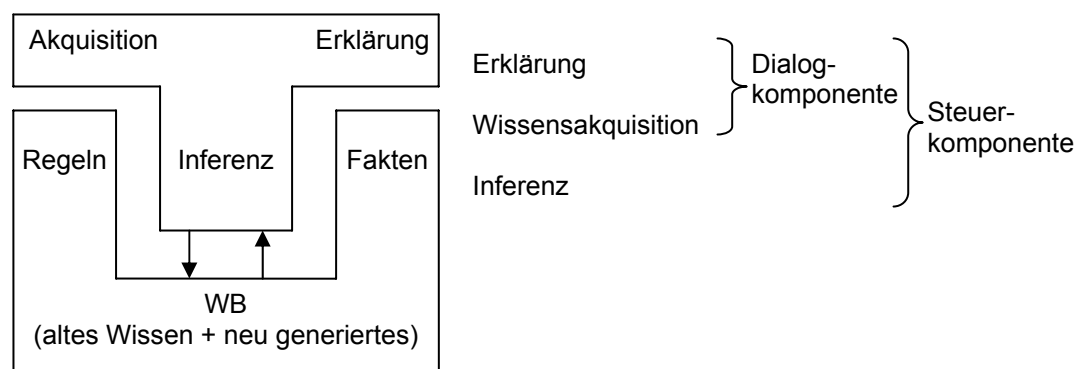 Akquisition Erklärung
Regeln Inferenz Fakten
WB
(altes Wissen + neu generiertes)
Erklärung
Wissensakquisition
Inferenz
Dialog-
komponente
Steuer-
komponente